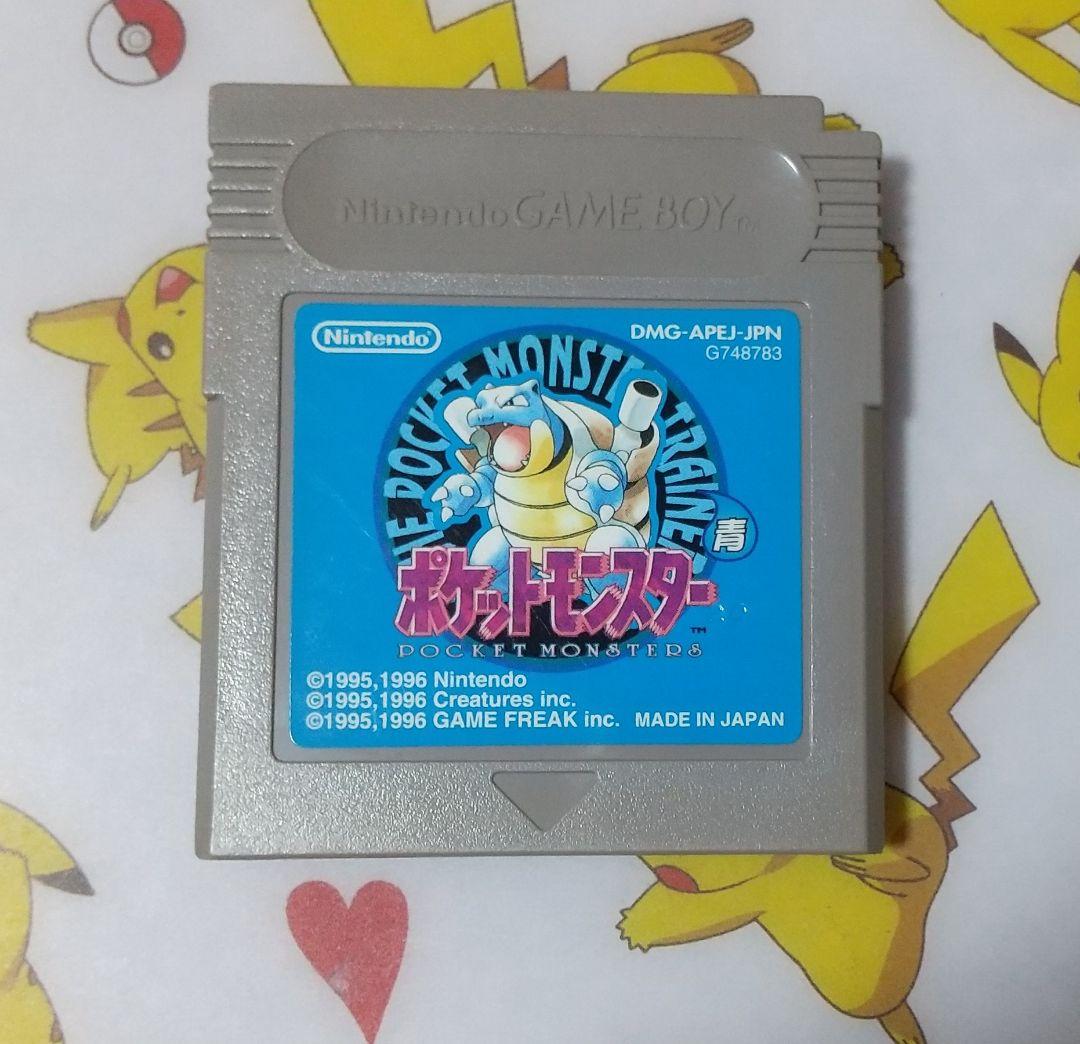 Nintendo GAME BOY TM
Nintendo
DMG-APEJ-JPN
G748783
POCKET MONSTER TRAINER
青
ポケットモンスター
TM
POCKET MONSTERS
©1995,1996 Nintendo
©1995,1996 Creatures inc.
©1995,1996 GAME FREAK inc. MADE IN JAPAN